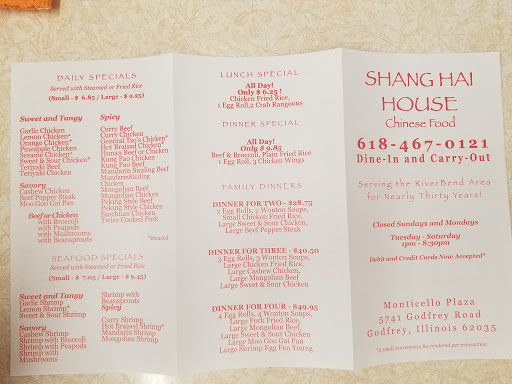 DAILY SPECIALS
Served with Steamed or Fried Rice
(Small - $ 6.85 / Large - $ 9.25)
Sweet and Tangy
Garlic Chicken
Lemon Chicken*
Orange Chicken*
Pineapple Chicken
Sesame Chicken*
Sweet & Sour Chicken*
Teriyaki Beef
Teriyaki Chicken
Savory
Cashew Chicken
Beef Pepper Steak
Moo Goo Gai Pan
Beef or Chicken
with Broccoli
with Peapods
with Mushrooms
with Beansprouts
Spicy
Curry Beef
Curry Chicken
General Tso's Chicken*
Hot Braised Chicken*
Hunan Beef or Chicken
Kung Pao Chicken
Kung Pao Beef
Mandarin Sizzling Beef
Mandarin Sizzling
Chicken
Mongolian Beef
Mongolian Chicken
Peking Style Beef
Peking Style Chicken
Szechuan Chicken
Twice Cooked Pork
*breaded
SEAFOOD SPECIALS
Served with Steamed or Fried Rice
(Small - $ 7.05 / Large - $ 9.45)
Sweet and Tangy
Garlic Shrimp
Lemon Shrimp*
Sweet & Sour Shrimp
Savory
Cashew Shrimp
Shrimp with Bhoccoli
Shrimp with Peapods
Shrimp with
Mushrooms
Shrimp with
Beansprouts
Spicy
Curry Shrimp
Hot Braised Shrimp*
Mandarin Shrimp
Mongolian Shrimp
LUNCH SPECIAL
All Day!
Only $ 6.25 !
Chicken Fried Rice,
1 Egg Roll,2 Crab Rangoons
DINNER SPECIAL
All Day!
Only $ 9.85
Beef & Broccoli, Plain Fried Rice
1 Egg Roll, 3 Chicken Wings
FAMILY DINNERS
DINNER FOR TWO - $28.75
2 Egg Rolls, 2 Wonton Soups,
Small Chicken Fried Rice,
Large Sweet & Sour Chicken,
Large Beef Pepper Steak
DINNER FOR THREE - $40.50
3 Egg Rolls, 3 Wonton Soups,
Large Chicken Fried Rice,
Large Cashew Chicken,
Large Mongolian Beef
Large Sweet & Sour Chicken
DINNER FOR FOUR - $49.95
4 Egg Rolls, 4 Wonton Soups,
Large Pork Fried Rice,
Large Mongolian Beef,
Large Sweet & Sour Chicken
Large Moo Goo Gai Pan
Large Shrimp Egg Foo Young
SHANG HAI
HOUSE
Chinese Food
618-467-0121
Dine-In and Carry-Out
Serving the RiverBend Area
for Nearly Thirty Years!
Closed Sundays and Mondays
Tuesday - Saturday
1pm - 8:30pm
Debit and Credit Cards Now Accepted*
Monticello Plaza
5741 Godfrey Road
Godfrey, Illinois 62035
*A small convenience fee rendered per transaction.